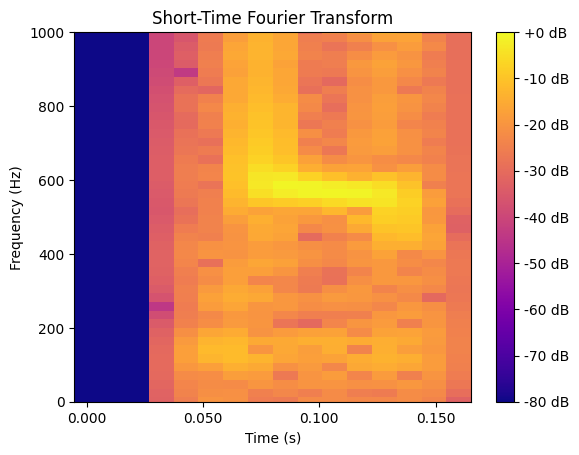 Short-Time Fourier Transform
1000
800
600
400
200
0
Frequency (Hz)
0.000
0.050
0.100
0.150
Time (s)
+0 dB
-10 dB
-20 dB
-30 dB
-40 dB
-50 dB
-60 dB
-70 dB
-80 dB